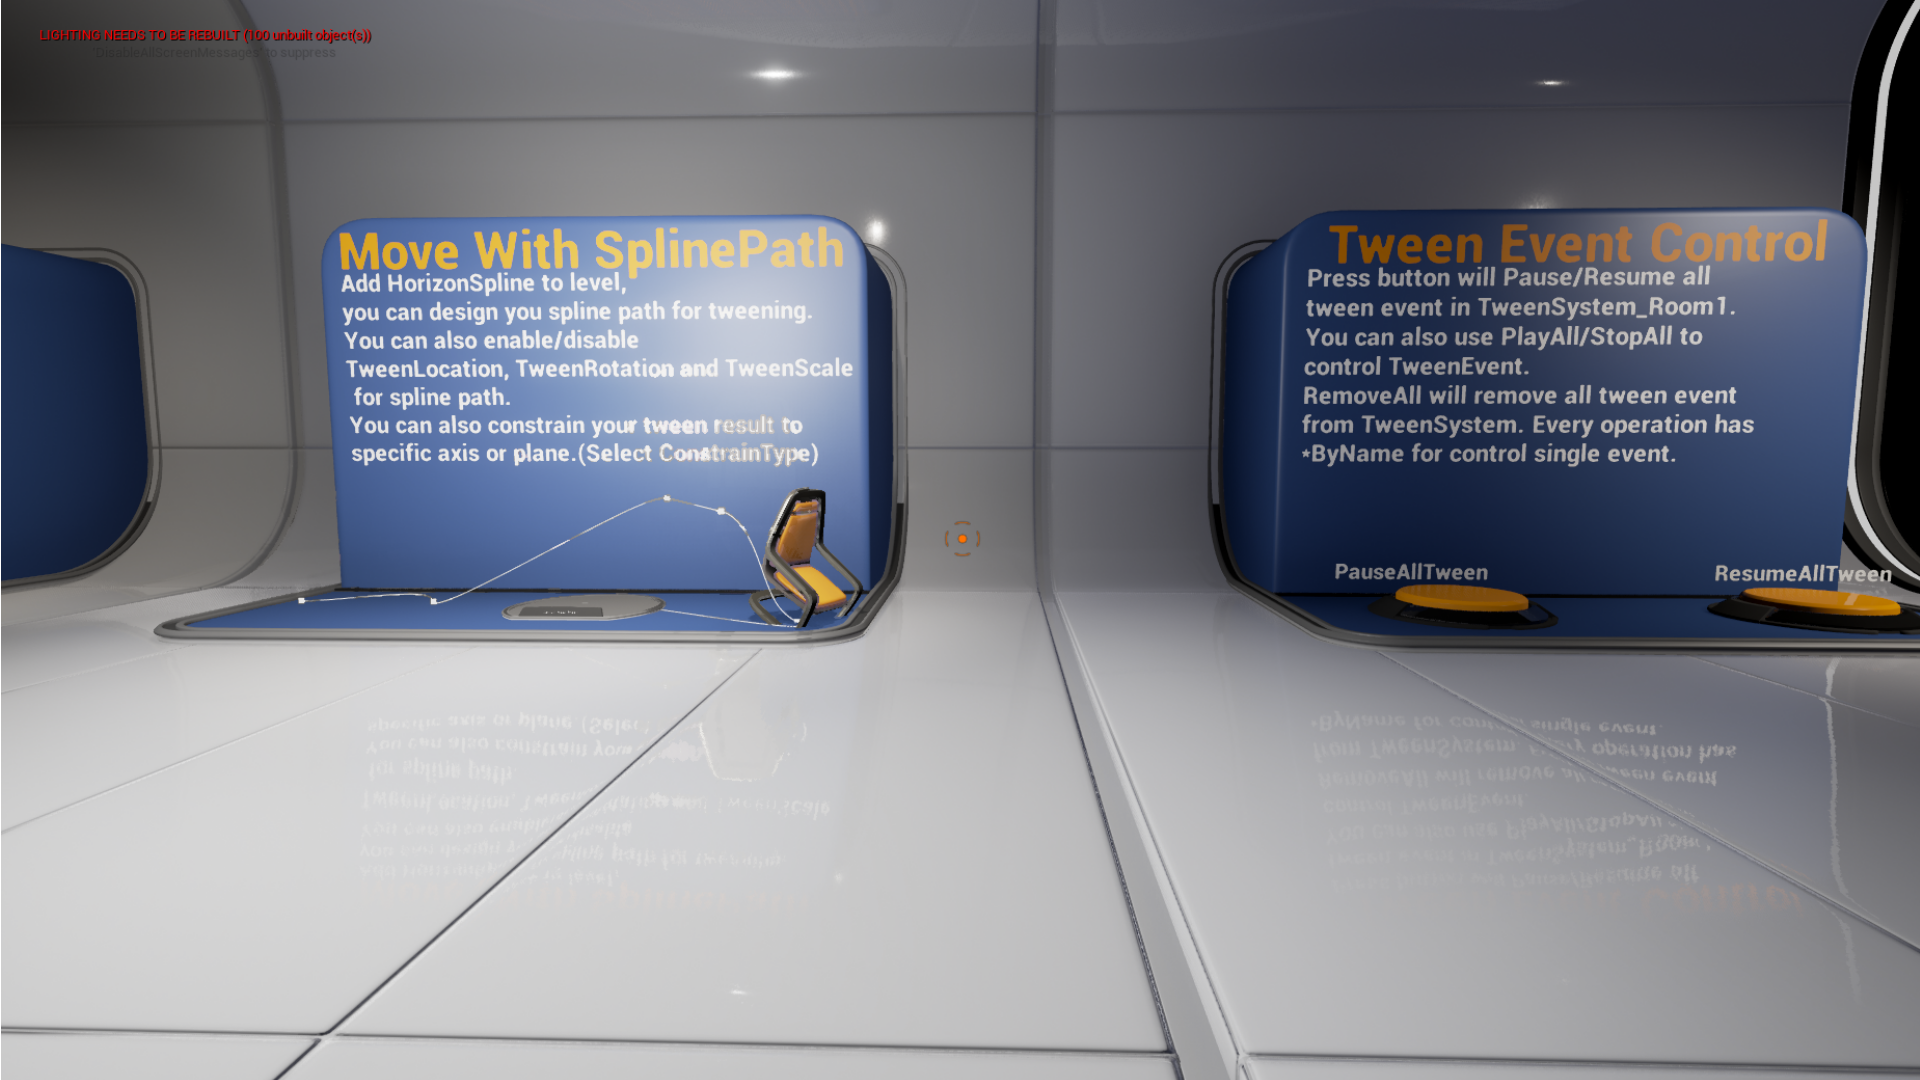 LIGHTING NEEDS TO BE REBUILT (100 unbuilt object(s))
'DisableAllScreenMessages' to suppress
Move With SplinePath
Add HorizonSpline to level,
you can design you spline path for tweening.
You can also enable/disable
TweenLocation, TweenRotation and TweenScale
for spline path.
You can also constrain your tween result to
specific axis or plane.(Select ConstrainType)
Tween Event Control
Press button will Pause/Resume all
tween event in TweenSystem_Room1.
You can also use PlayAll/StopAll to
control TweenEvent.
RemoveAll will remove all tween event
from TweenSystem. Every operation has
*ByName for control single event.
PauseAllTween
ResumeAllTween